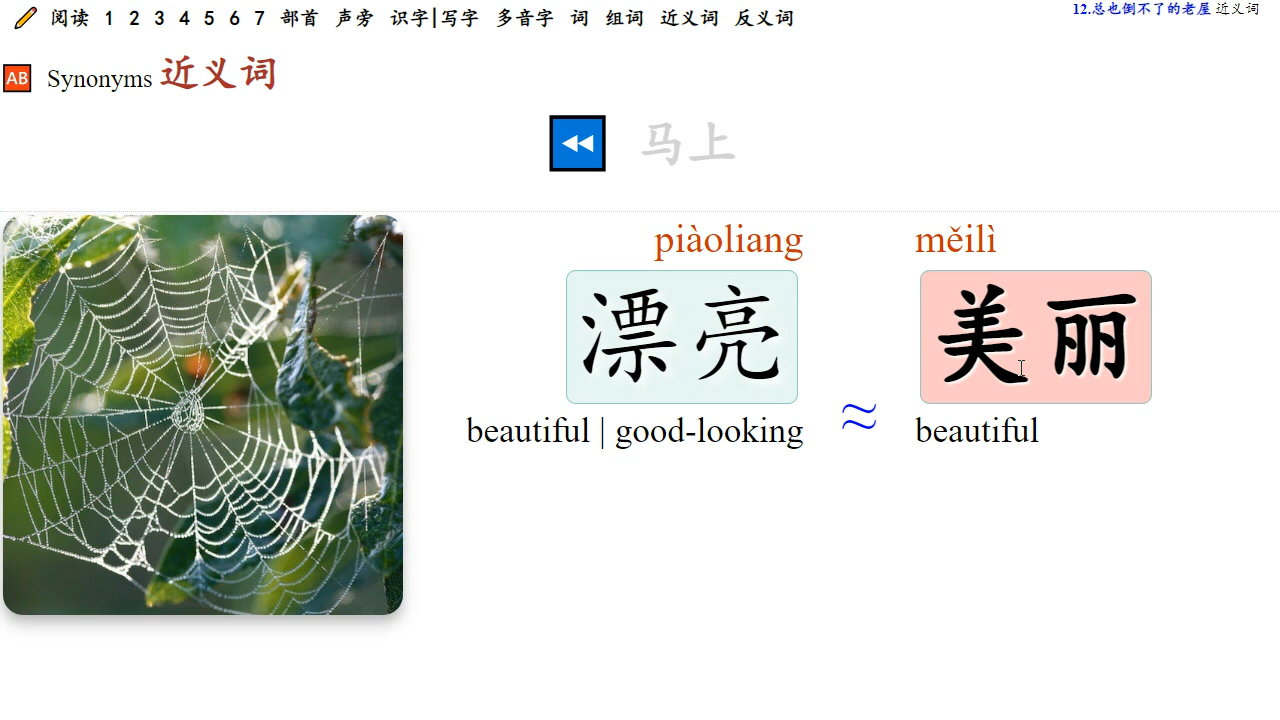 阅读 1 2 3 4 5 6 7 部首 声旁 识字|写字 多音字 词 组词 近义词 反义词
12.总也倒不了的老屋 近义词
AB Synonyms 近义词
马上
piàoliang měilì
漂亮 美丽
beautiful | good-looking ≈ beautiful